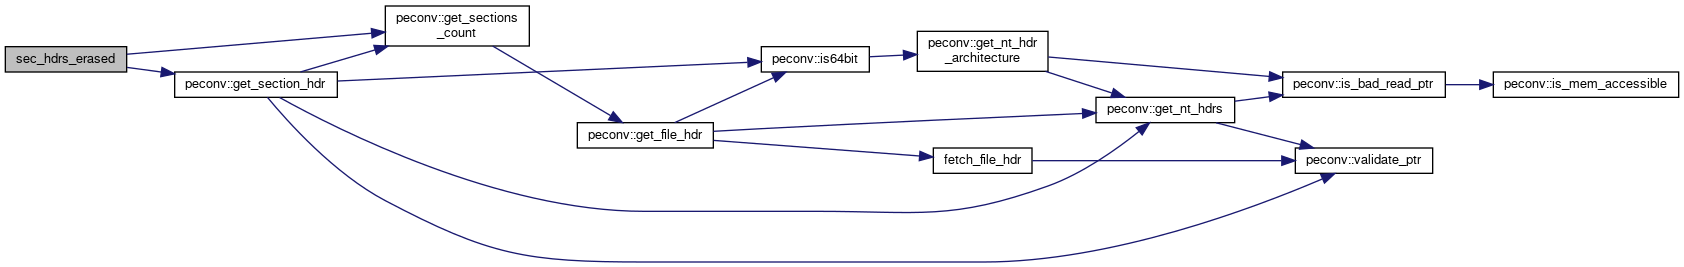 sec_hdrs_erased
peconv::get_sections
_count
peconv::get_section_hdr
peconv::get_file_hdr
peconv::is64bit
peconv::get_nt_hdr
_architecture
peconv::get_nt_hdrs
fetch_file_hdr
peconv::is_bad_read_ptr
peconv::validate_ptr
peconv::is_mem_accessible